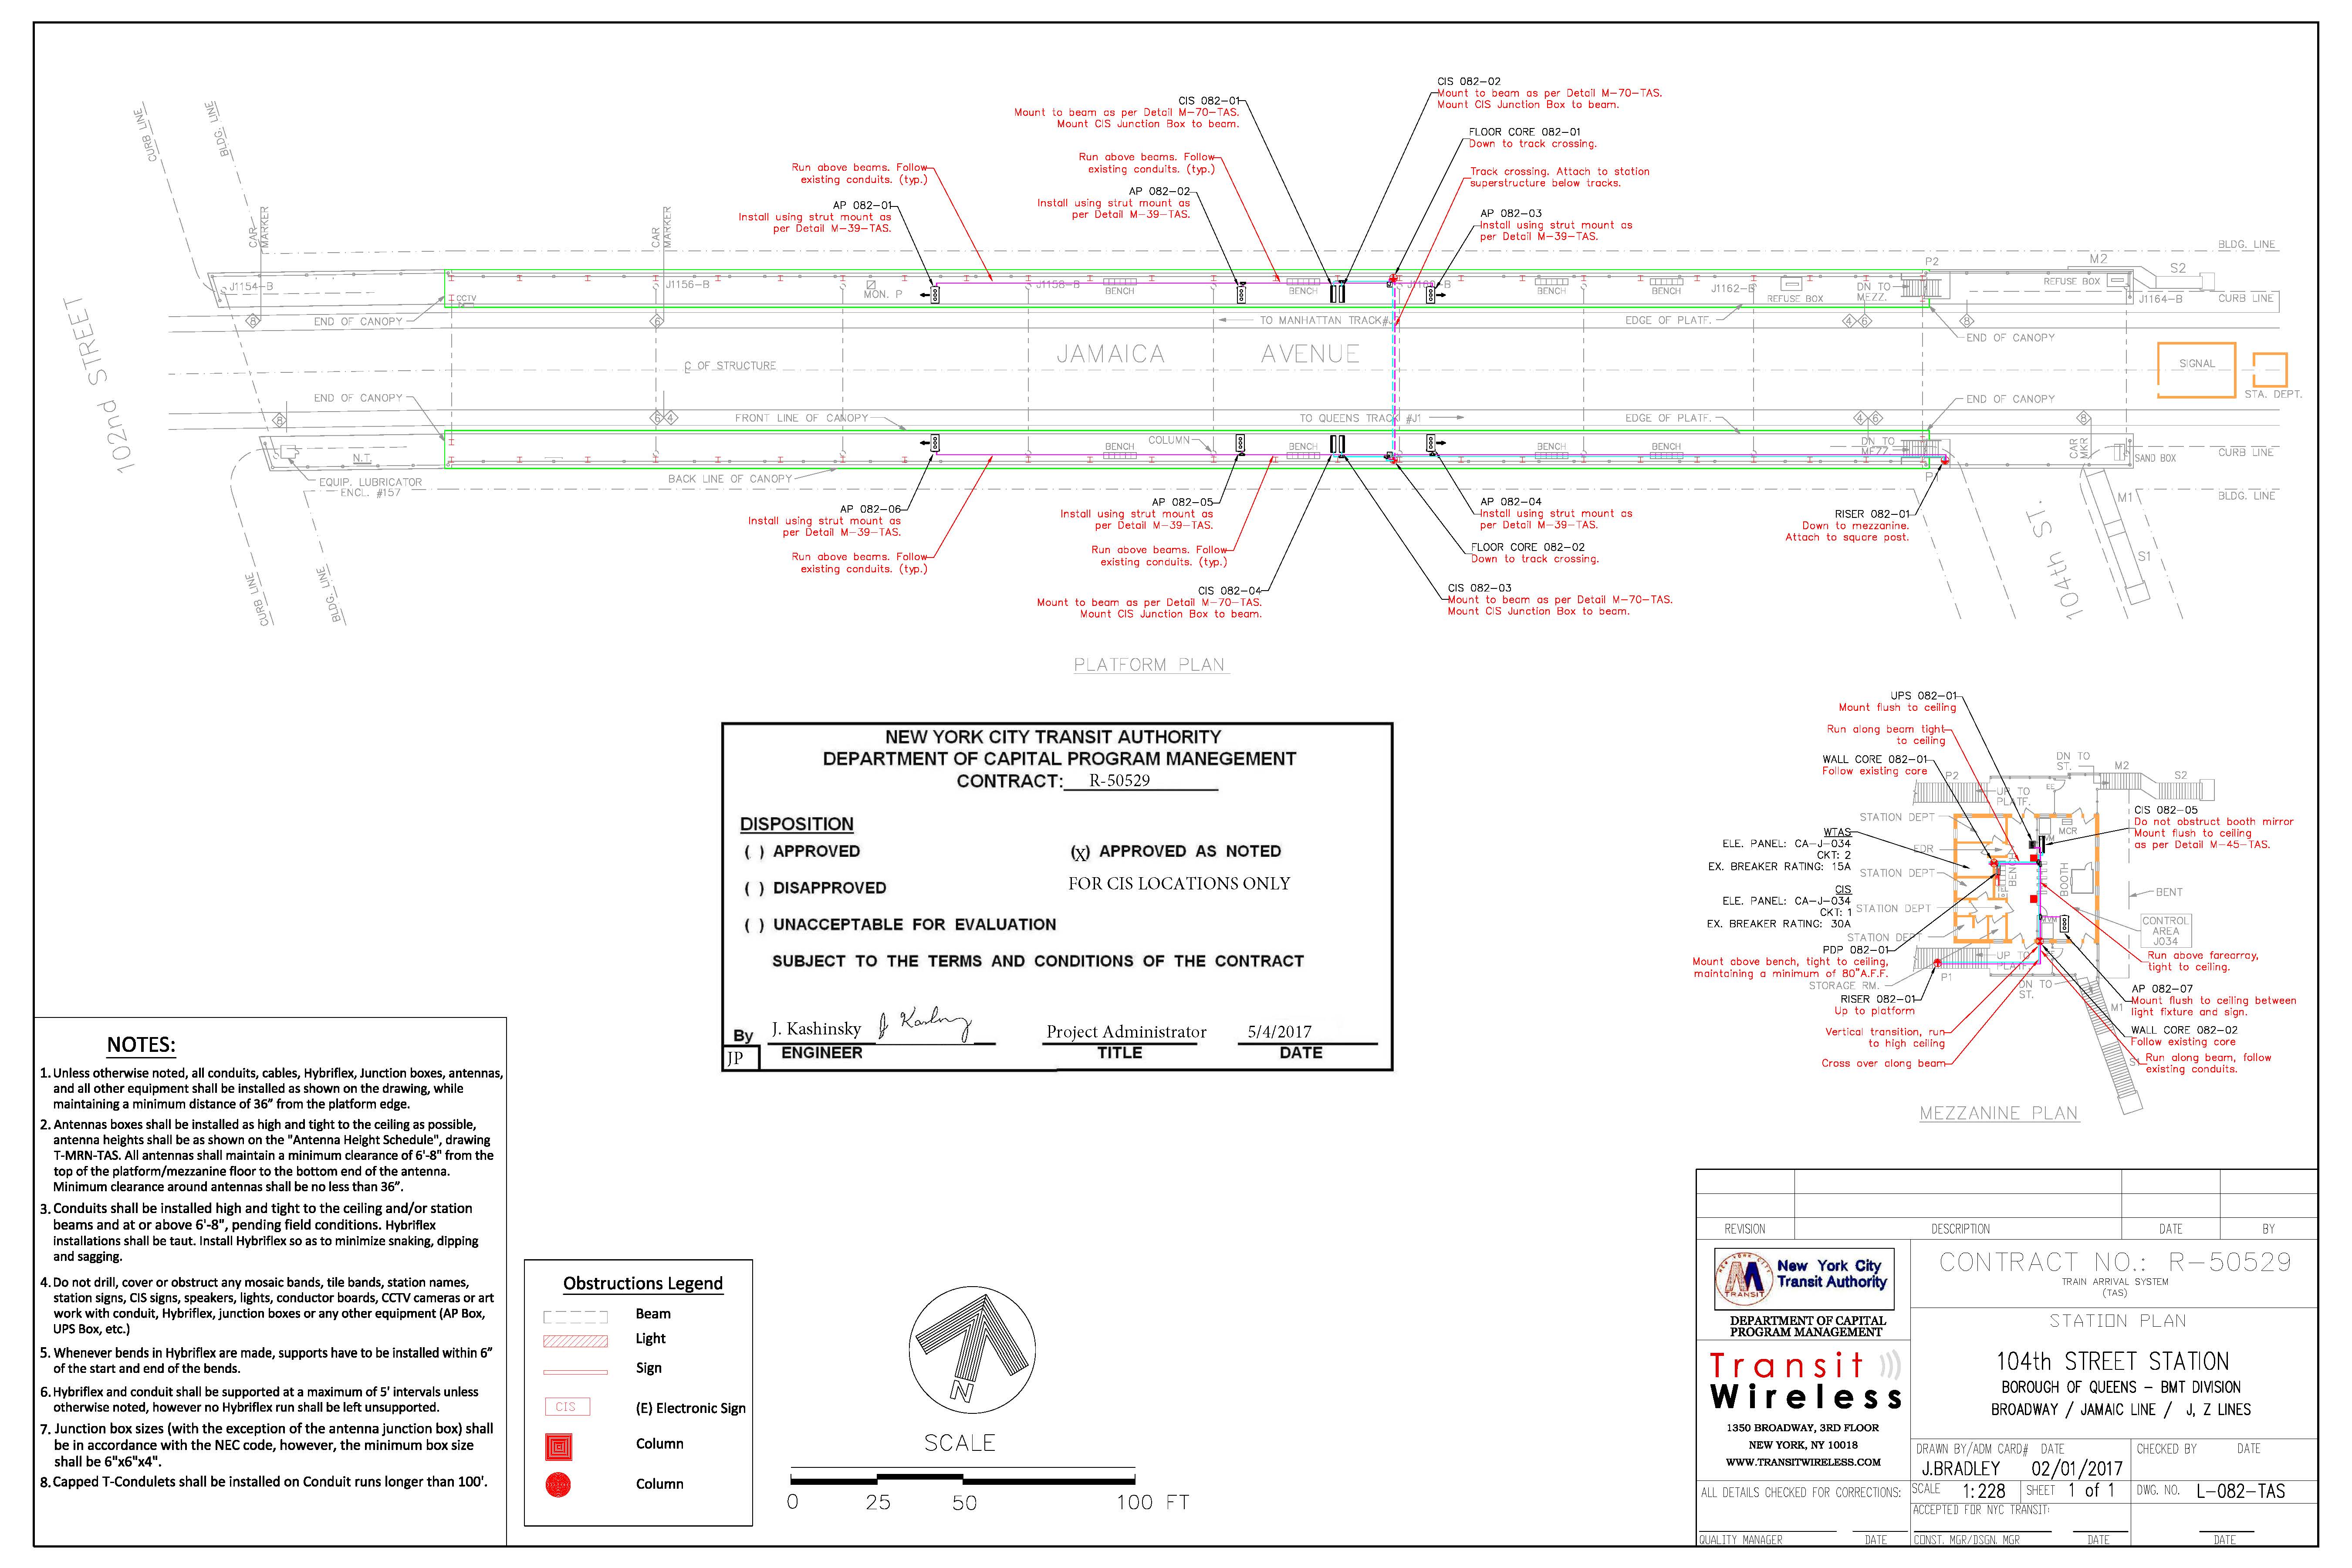 CIS 082-02
Mount to beam as per Detail M-70-TAS.
Mount CIS Junction Box to beam.
CIS 082-01
Mount to beam as per Detail M-70-TAS.
Mount CIS Junction Box to beam.
FLOOR CORE 082-01
Down to track crossing.
Run above beams. Follow
existing conduits. (typ.)
Run above beams. Follow
existing conduits. (typ.)
Track crossing. Attach to station
superstructure below tracks.
AP 082-01
Install using strut mount as
per Detail M-39-TAS.
AP 082-02
Install using strut mount as
per Detail M-39-TAS.
AP 082-03
Install using strut mount as
per Detail M-39-TAS.
CURB LINE
BLDG. LINE
CAR MARKER
CAR MARKER
BLDG. LINE
P2
M2
S2
J1154-B
CCTV
J1156-B
MON. P
BENCH
J1158-B
BENCH
BENCH
BENCH
J1162-B
REFUSE BOX
DN TO
MEZZ.
REFUSE BOX
J1164-B
CURB LINE
8
END OF CANOPY
6
TO MANHATTAN TRACK#J
EDGE OF PLATF.
4 6
8
END OF CANOPY
102nd STREET
JAMAICA AVENUE
C OF STRUCTURE
SIGNAL
STA. DEPT.
END OF CANOPY
8
6 4
FRONT LINE OF CANOPY
TO QUEENS TRACK #J1
EDGE OF PLATF.
4 6
END OF CANOPY
8
N.T.
BENCH
COLUMN
BENCH
BENCH
BENCH
DN TO
MEZZ.
CAR MKR
SAND BOX
CURB LINE
EQUIP. LUBRICATOR
ENCL. #157
BACK LINE OF CANOPY
P1
M1
BLDG. LINE
S1
104th ST.
CURB LINE
BLDG. LINE
AP 082-06
Install using strut mount as
per Detail M-39-TAS.
AP 082-05
Install using strut mount as
per Detail M-39-TAS.
AP 082-04
Install using strut mount as
per Detail M-39-TAS.
RISER 082-01
Down to mezzanine.
Attach to square post.
Run above beams. Follow
existing conduits. (typ.)
Run above beams. Follow
existing conduits. (typ.)
FLOOR CORE 082-02
Down to track crossing.
CIS 082-04
Mount to beam as per Detail M-70-TAS.
Mount CIS Junction Box to beam.
CIS 082-03
Mount to beam as per Detail M-70-TAS.
Mount CIS Junction Box to beam.
PLATFORM PLAN
NEW YORK CITY TRANSIT AUTHORITY
DEPARTMENT OF CAPITAL PROGRAM MANEGEMENT
CONTRACT: R-50529
DISPOSITION
( ) APPROVED
(X) APPROVED AS NOTED
( ) DISAPPROVED
FOR CIS LOCATIONS ONLY
( ) UNACCEPTABLE FOR EVALUATION
SUBJECT TO THE TERMS AND CONDITIONS OF THE CONTRACT
By J. Kashinsky
Project Administrator
5/4/2017
JP
ENGINEER
TITLE
DATE
UPS 082-01
Mount flush to ceiling
Run along beam tight
to ceiling
WALL CORE 082-01
Follow existing core
P2
UP TO
PLATF.
DN TO
ST.
M2
S2
EE
STATION DEPT
CIS 082-05
Do not obstruct booth mirror
Mount flush to ceiling
as per Detail M-45-TAS.
WTAS
ELE. PANEL: CA-J-034
CKT: 2
EX. BREAKER RATING: 15A
EDR
MCR
STATION DEPT
BOOTH
BENT
CIS
ELE. PANEL: CA-J-034
CKT: 1
EX. BREAKER RATING: 30A
STATION DEPT
CONTROL
AREA
J034
STATION DEPT
PDP 082-01
Mount above bench, tight to ceiling,
maintaining a minimum of 80"A.F.F.
STORAGE RM.
UP TO
PLATF.
P1
DN TO
ST.
Run above farearray,
tight to ceiling.
RISER 082-01
Up to platform
AP 082-07
Mount flush to ceiling between
light fixture and sign.
M1
Vertical transition, run
to high ceiling
WALL CORE 082-02
Follow existing core
Cross over along beam
S1
Run along beam, follow
existing conduits.
MEZZANINE PLAN
NOTES:
1. Unless otherwise noted, all conduits, cables, Hybriflex, Junction boxes, antennas,
and all other equipment shall be installed as shown on the drawing, while
maintaining a minimum distance of 36" from the platform edge.
2. Antennas boxes shall be installed as high and tight to the ceiling as possible,
antenna heights shall be as shown on the "Antenna Height Schedule", drawing
T-MRN-TAS. All antennas shall maintain a minimum clearance of 6'-8" from the
top of the platform/mezzanine floor to the bottom end of the antenna.
Minimum clearance around antennas shall be no less than 36".
3. Conduits shall be installed high and tight to the ceiling and/or station
beams and at or above 6'-8", pending field conditions. Hybriflex
installations shall be taut. Install Hybriflex so as to minimize snaking, dipping
and sagging.
4. Do not drill, cover or obstruct any mosaic bands, tile bands, station names,
station signs, CIS signs, speakers, lights, conductor boards, CCTV cameras or art
work with conduit, Hybriflex, junction boxes or any other equipment (AP Box,
UPS Box, etc.)
5. Whenever bends in Hybriflex are made, supports have to be installed within 6"
of the start and end of the bends.
6. Hybriflex and conduit shall be supported at a maximum of 5' intervals unless
otherwise noted, however no Hybriflex run shall be left unsupported.
7. Junction box sizes (with the exception of the antenna junction box) shall
be in accordance with the NEC code, however, the minimum box size
shall be 6"x6"x4".
8. Capped T-Condulets shall be installed on Conduit runs longer than 100'.
Obstructions Legend
Beam
Light
Sign
CIS (E) Electronic Sign
Column
Column
N
SCALE
0 25 50 100 FT
REVISION DESCRIPTION DATE BY
TRANSIT
New York City
Transit Authority
DEPARTMENT OF CAPITAL
PROGRAM MANAGEMENT
CONTRACT NO.: R-50529
TRAIN ARRIVAL SYSTEM
(TAS)
STATION PLAN
Transit
Wireless
1350 BROADWAY, 3RD FLOOR
NEW YORK, NY 10018
WWW.TRANSITWIRELESS.COM
104th STREET STATION
BOROUGH OF QUEENS - BMT DIVISION
BROADWAY / JAMAIC LINE / J, Z LINES
DRAWN BY/ADM CARD# DATE
J.BRADLEY 02/01/2017
CHECKED BY DATE
ALL DETAILS CHECKED FOR CORRECTIONS:
SCALE 1:228 SHEET 1 of 1 DWG. NO. L-082-TAS
ACCEPTED FOR NYC TRANSIT:
QUALITY MANAGER DATE
CONST. MGR/DSGN. MGR DATE DATE